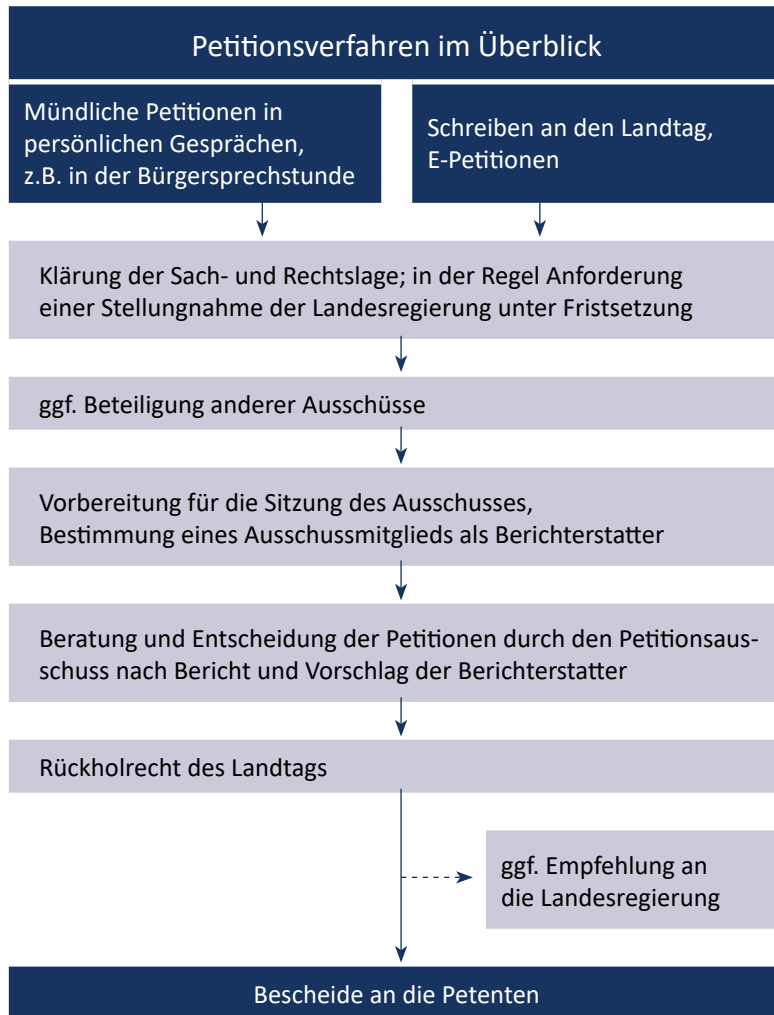 Petitionsverfahren im Überblick
Mündliche Petitionen in
persönlichen Gesprächen,
z.B. in der Bürgersprechstunde
Schreiben an den Landtag,
E-Petitionen
Klärung der Sach- und Rechtslage; in der Regel Anforderung
einer Stellungnahme der Landesregierung unter Fristsetzung
ggf. Beteiligung anderer Ausschüsse
Vorbereitung für die Sitzung des Ausschusses,
Bestimmung eines Ausschussmitglieds als Berichterstatter
Beratung und Entscheidung der Petitionen durch den Petitionsaus-
schuss nach Bericht und Vorschlag der Berichterstatter
Rückholrecht des Landtags
ggf. Empfehlung an
die Landesregierung
Bescheide an die Petenten